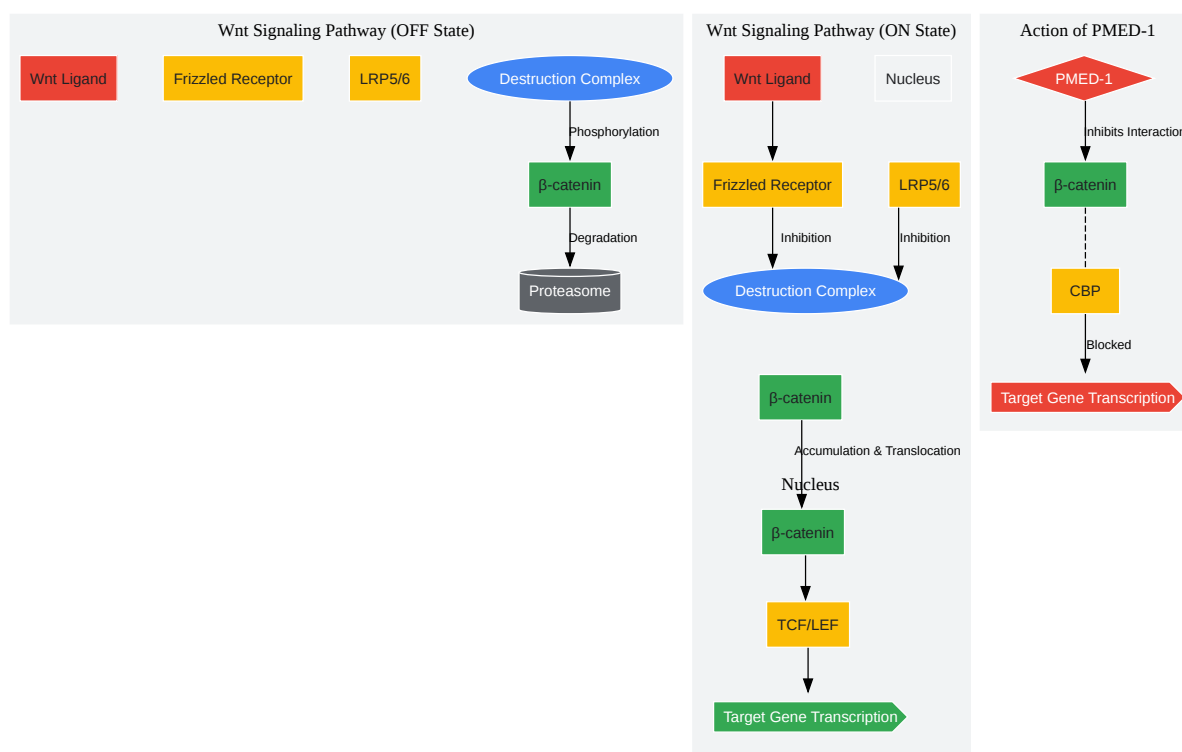 Wnt Signaling Pathway (OFF State)
Wnt Ligand
Frizzled Receptor
LRP5/6
Destruction Complex
Phosphorylation
β-catenin
Degradation
Proteasome
Wnt Signaling Pathway (ON State)
Wnt Ligand
Nucleus
Frizzled Receptor
LRP5/6
Inhibition
Inhibition
Destruction Complex
β-catenin
Accumulation & Translocation
Nucleus
β-catenin
TCF/LEF
Target Gene Transcription
Action of PMED-1
PMED-1
Inhibits Interaction
β-catenin
CBP
Blocked
Target Gene Transcription